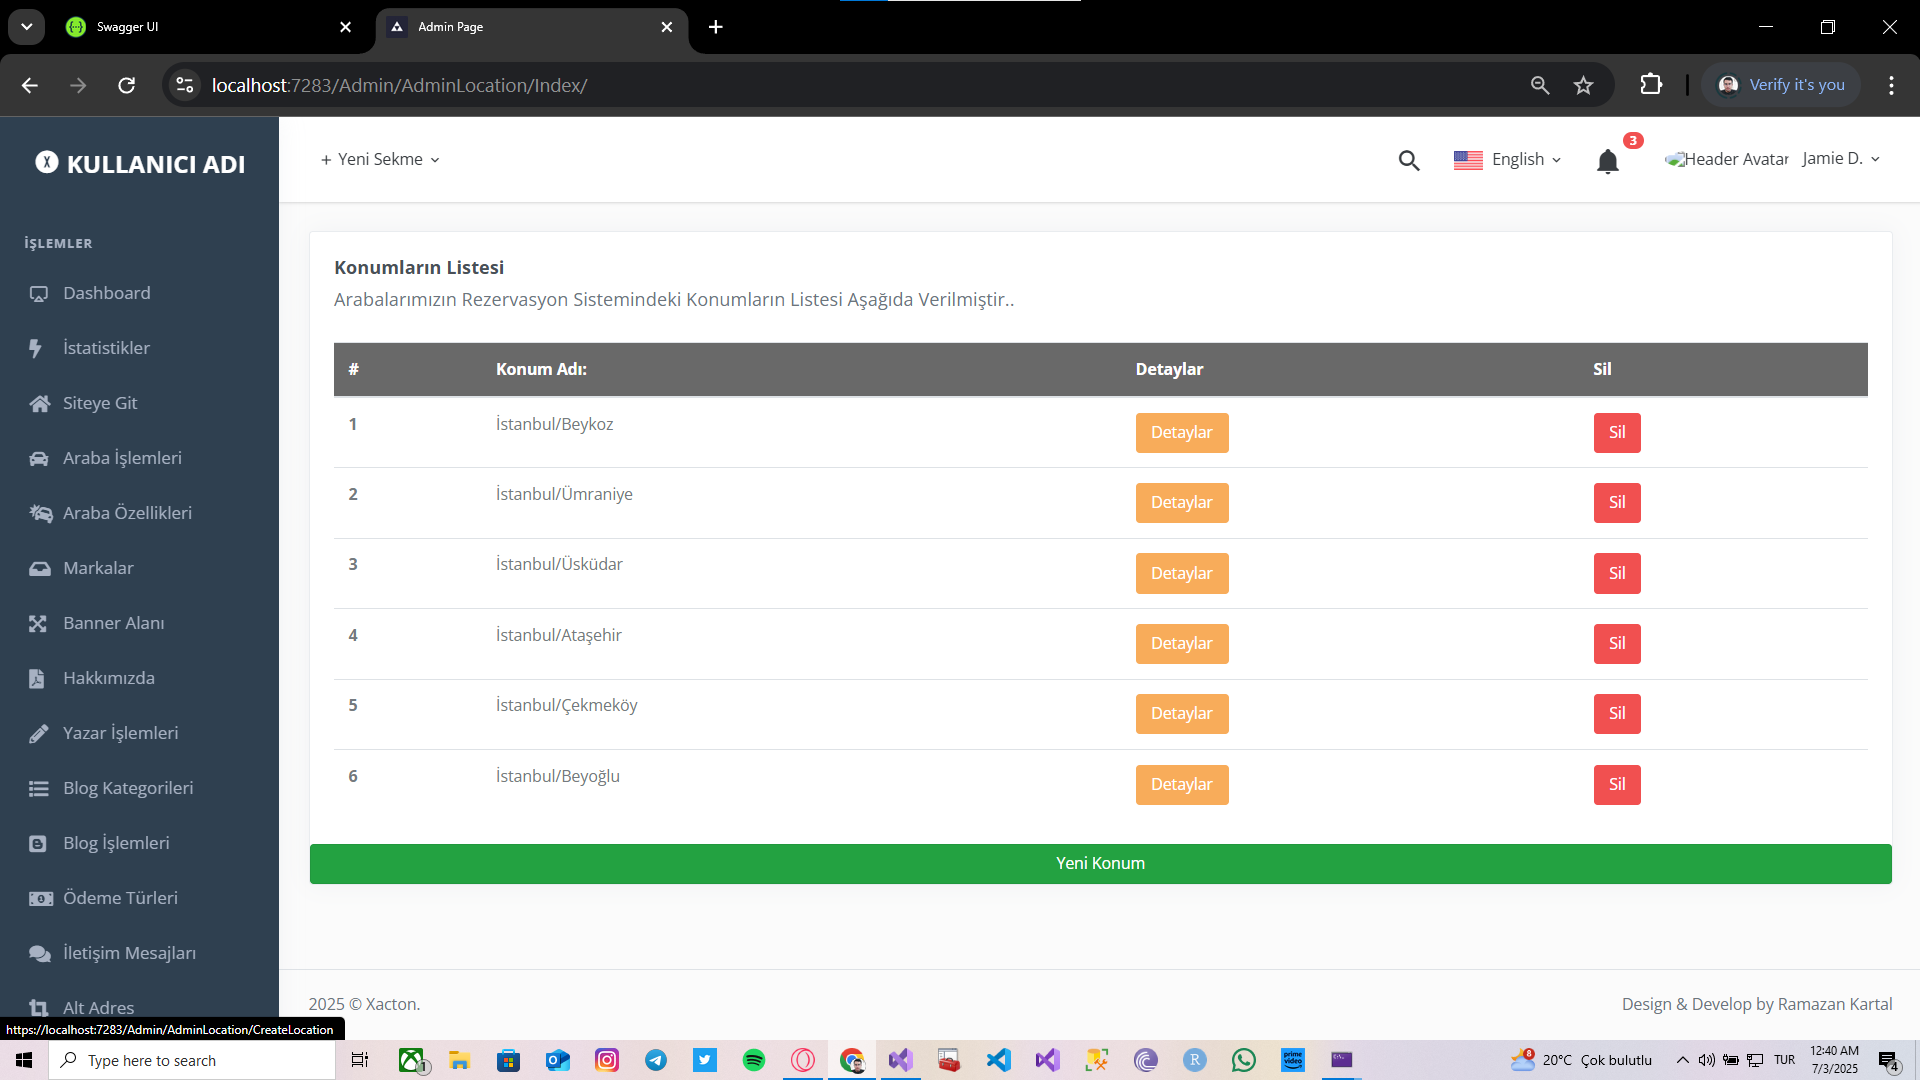 Swagger UI
Admin Page
localhost:7283/Admin/AdminLocation/Index/
Verify it's you
KULLANICI ADI
+ Yeni Sekme
English
3
Header Avatar
Jamie D.
İŞLEMLER
Dashboard
İstatistikler
Siteye Git
Araba İşlemleri
Araba Özellikleri
Markalar
Banner Alanı
Hakkımızda
Yazar İşlemleri
Blog Kategorileri
Blog İşlemleri
Ödeme Türleri
İletişim Mesajları
Alt Adres
Konumların Listesi
Arabalarımızın Rezervasyon Sistemindeki Konumların Listesi Aşağıda Verilmiştir..
# Konum Adı: Detaylar Sil
1 İstanbul/Beykoz Detaylar Sil
2 İstanbul/Ümraniye Detaylar Sil
3 İstanbul/Üsküdar Detaylar Sil
4 İstanbul/Ataşehir Detaylar Sil
5 İstanbul/Çekmeköy Detaylar Sil
6 İstanbul/Beyoğlu Detaylar Sil
Yeni Konum
2025 © Xacton.
Design & Develop by Ramazan Kartal
https://localhost:7283/Admin/AdminLocation/CreateLocation
Type here to search
1
prime video
8
20°C Çok bulutlu
TUR
12:40 AM
7/3/2025
4